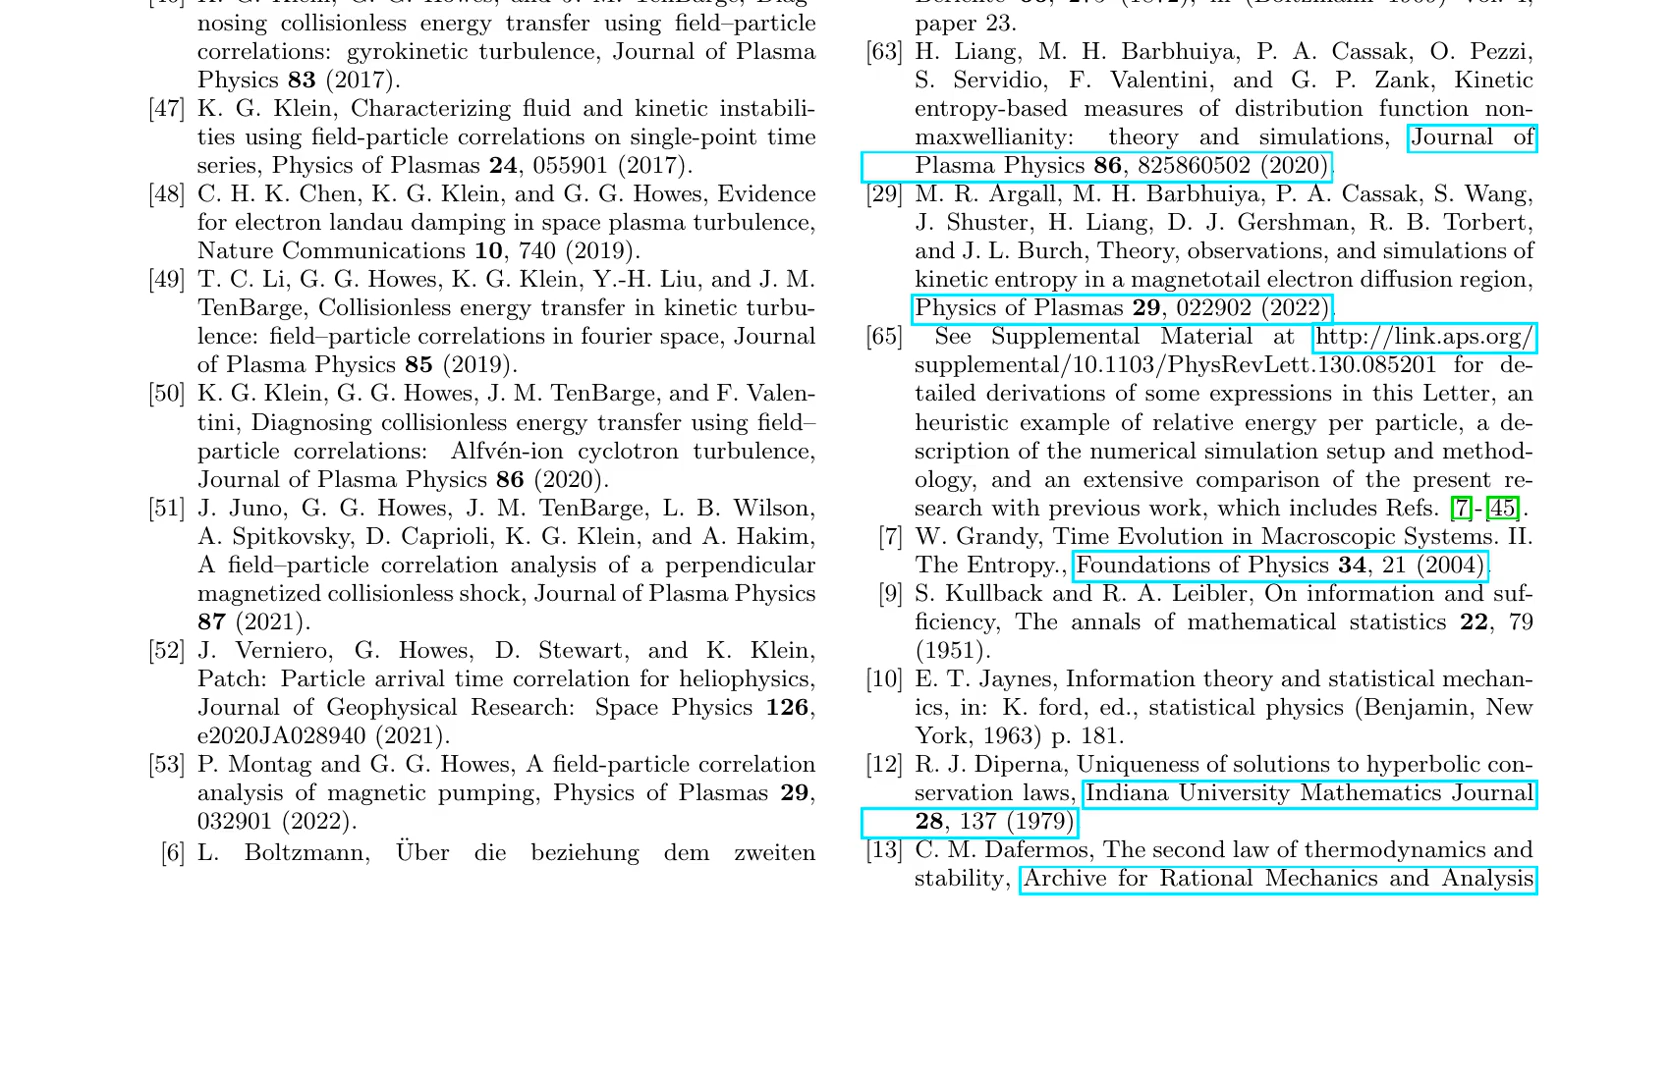 nosing collisionless energy transfer using field–particle
correlations: gyrokinetic turbulence, Journal of Plasma
Physics 83 (2017).
[47] K. G. Klein, Characterizing fluid and kinetic instabili-
ties using field-particle correlations on single-point time
series, Physics of Plasmas 24, 055901 (2017).
[48] C. H. K. Chen, K. G. Klein, and G. G. Howes, Evidence
for electron landau damping in space plasma turbulence,
Nature Communications 10, 740 (2019).
[49] T. C. Li, G. G. Howes, K. G. Klein, Y.-H. Liu, and J. M.
TenBarge, Collisionless energy transfer in kinetic turbu-
lence: field–particle correlations in fourier space, Journal
of Plasma Physics 85 (2019).
[50] K. G. Klein, G. G. Howes, J. M. TenBarge, and F. Valen-
tini, Diagnosing collisionless energy transfer using field–
particle correlations: Alfvén-ion cyclotron turbulence,
Journal of Plasma Physics 86 (2020).
[51] J. Juno, G. G. Howes, J. M. TenBarge, L. B. Wilson,
A. Spitkovsky, D. Caprioli, K. G. Klein, and A. Hakim,
A field–particle correlation analysis of a perpendicular
magnetized collisionless shock, Journal of Plasma Physics
87 (2021).
[52] J. Verniero, G. Howes, D. Stewart, and K. Klein,
Patch: Particle arrival time correlation for heliophysics,
Journal of Geophysical Research: Space Physics 126,
e2020JA028940 (2021).
[53] P. Montag and G. G. Howes, A field-particle correlation
analysis of magnetic pumping, Physics of Plasmas 29,
032901 (2022).
[6] L. Boltzmann, Über die beziehung dem zweiten
paper 23.
[63] H. Liang, M. H. Barbhuiya, P. A. Cassak, O. Pezzi,
S. Servidio, F. Valentini, and G. P. Zank, Kinetic
entropy-based measures of distribution function non-
maxwellianity: theory and simulations, Journal of
Plasma Physics 86, 825860502 (2020).
[29] M. R. Argall, M. H. Barbhuiya, P. A. Cassak, S. Wang,
J. Shuster, H. Liang, D. J. Gershman, R. B. Torbert,
and J. L. Burch, Theory, observations, and simulations of
kinetic entropy in a magnetotail electron diffusion region,
Physics of Plasmas 29, 022902 (2022).
[65] See Supplemental Material at http://link.aps.org/
supplemental/10.1103/PhysRevLett.130.085201 for de-
tailed derivations of some expressions in this Letter, an
heuristic example of relative energy per particle, a de-
scription of the numerical simulation setup and method-
ology, and an extensive comparison of the present re-
search with previous work, which includes Refs. [7]-[45].
[7] W. Grandy, Time Evolution in Macroscopic Systems. II.
The Entropy., Foundations of Physics 34, 21 (2004).
[9] S. Kullback and R. A. Leibler, On information and suf-
ficiency, The annals of mathematical statistics 22, 79
(1951).
[10] E. T. Jaynes, Information theory and statistical mechan-
ics, in: K. ford, ed., statistical physics (Benjamin, New
York, 1963) p. 181.
[12] R. J. Diperna, Uniqueness of solutions to hyperbolic con-
servation laws, Indiana University Mathematics Journal
28, 137 (1979)
[13] C. M. Dafermos, The second law of thermodynamics and
stability, Archive for Rational Mechanics and Analysis